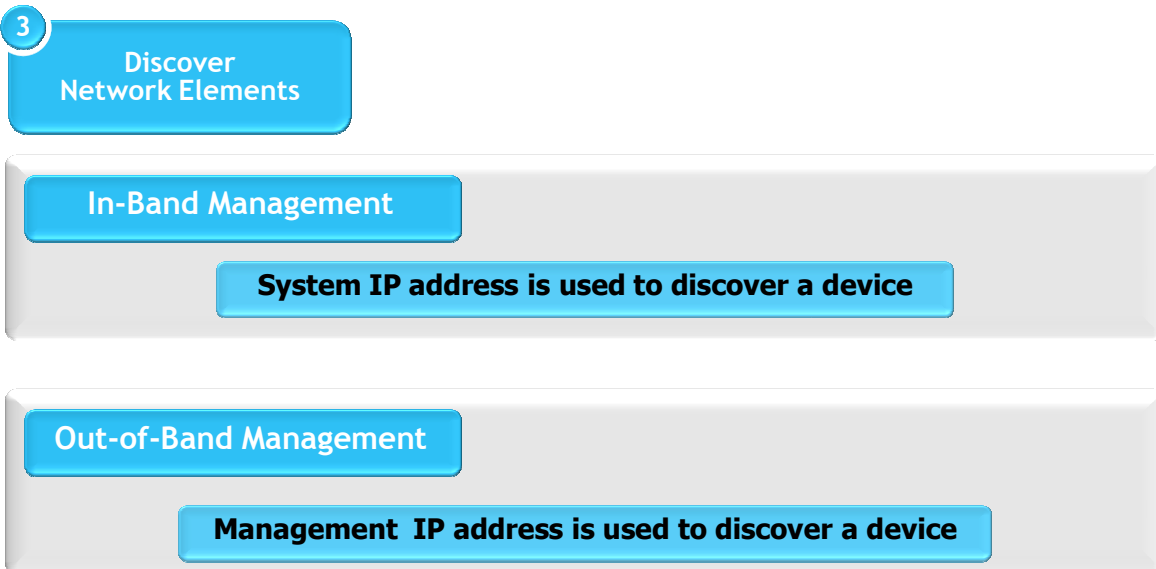 3
Discover
Network Elements
In-Band Management
System IP address is used to discover a device
Out-of-Band Management
Management  IP address is used to discover a device